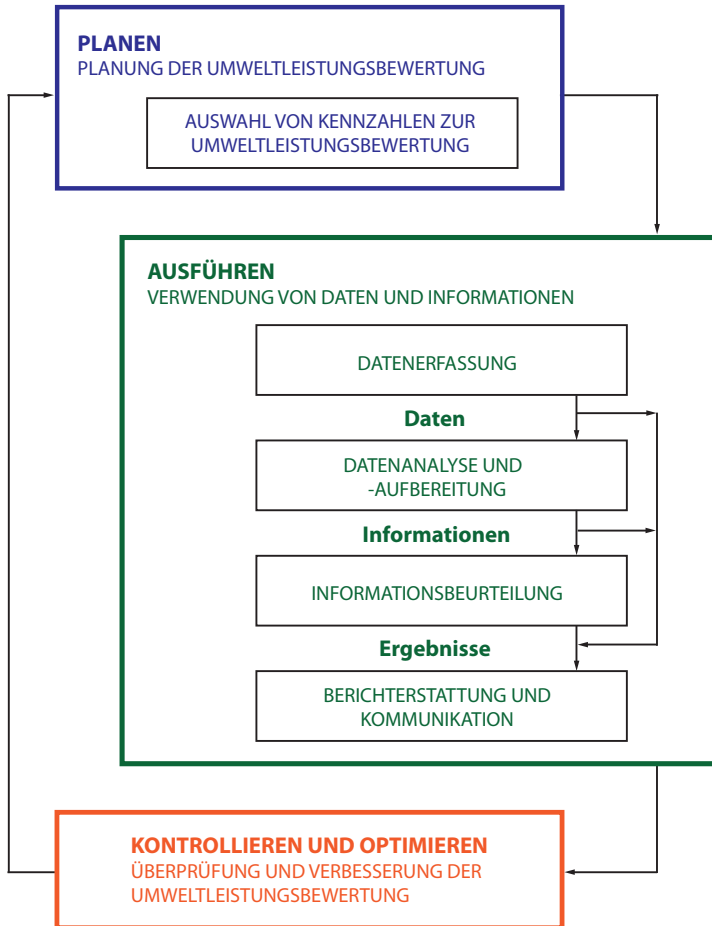 PLANEN
PLANUNG DER UMWELTLEISTUNGSBEWERTUNG
AUSWAHL VON KENNZAHLEN ZUR
UMWELTLEISTUNGSBEWERTUNG
AUSFÜHREN
VERWENDUNG VON DATEN UND INFORMATIONEN
DATENERFASSUNG
Daten
DATENANALYSE UND
-AUFBEREITUNG
Informationen
INFORMATIONSBEURTEILUNG
Ergebnisse
BERICHTERSTATTUNG UND
KOMMUNIKATION
KONTROLLIEREN UND OPTIMIEREN
ÜBERPRÜFUNG UND VERBESSERUNG DER
UMWELTLEISTUNGSBEWERTUNG